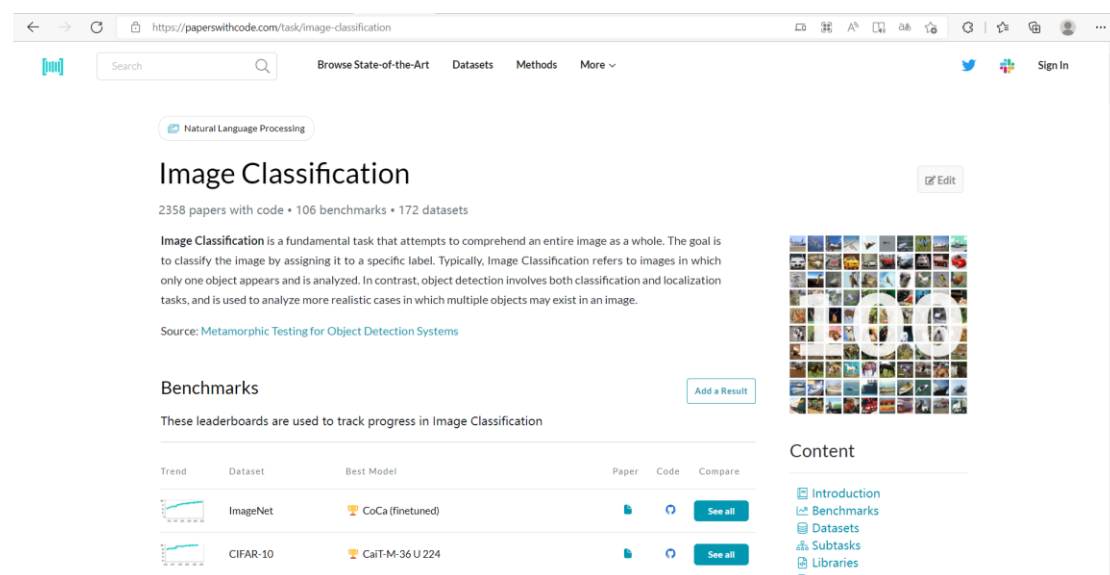 https://paperswithcode.com/task/image-classification
Search
Browse State-of-the-Art Datasets Methods More
Sign In
Natural Language Processing
Image Classification
Edit
2358 papers with code • 106 benchmarks • 172 datasets
Image Classification is a fundamental task that attempts to comprehend an entire image as a whole. The goal is
to classify the image by assigning it to a specific label. Typically, Image Classification refers to images in which
only one object appears and is analyzed. In contrast, object detection involves both classification and localization
tasks, and is used to analyze more realistic cases in which multiple objects may exist in an image.
Source: Metamorphic Testing for Object Detection Systems
100
Benchmarks
Add a Result
These leaderboards are used to track progress in Image Classification
Trend Dataset Best Model Paper Code Compare
ImageNet CoCa (finetuned) See all
CIFAR-10 CaiT-M-36 U 224 See all
Content
Introduction
Benchmarks
Datasets
Subtasks
Libraries